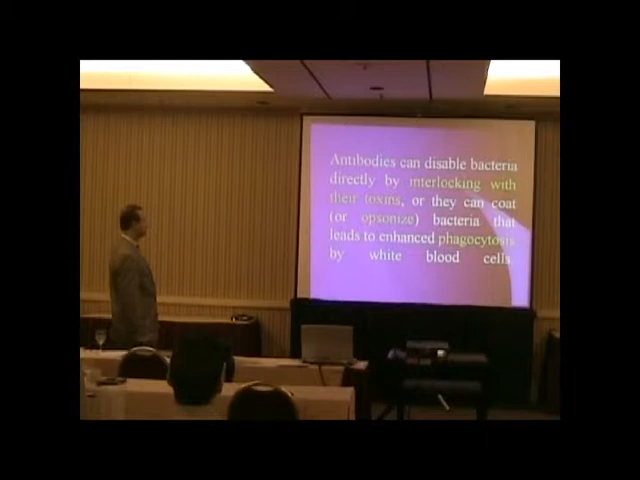 Antibodies can disable bacteria
directly by interlocking with
their toxins, or they can coat
(or opsonize) bacteria that
leads to enhanced phagocytosis
by white blood cells.